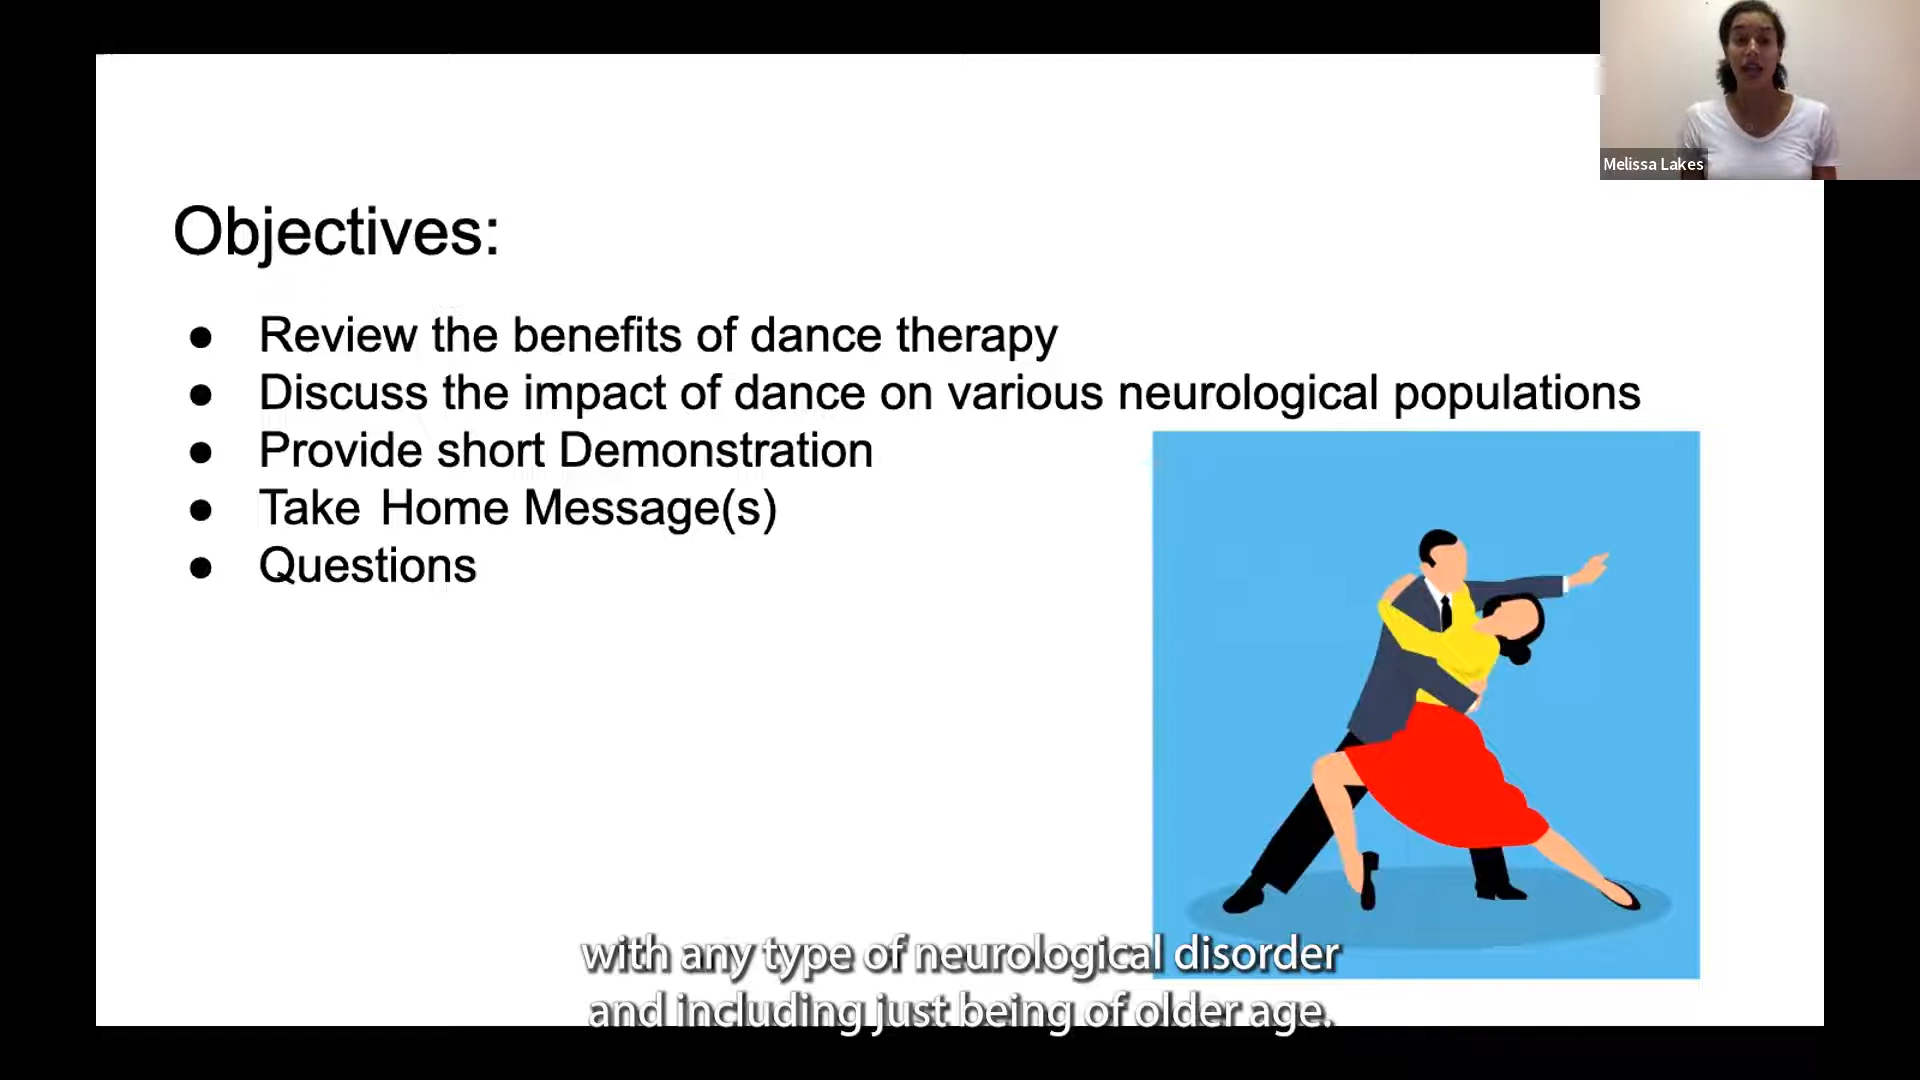 Melissa Lakes
Objectives:
● Review the benefits of dance therapy
● Discuss the impact of dance on various neurological populations
● Provide short Demonstration
● Take Home Message(s)
● Questions
with any type of neurological disorder
and including just being of older age.